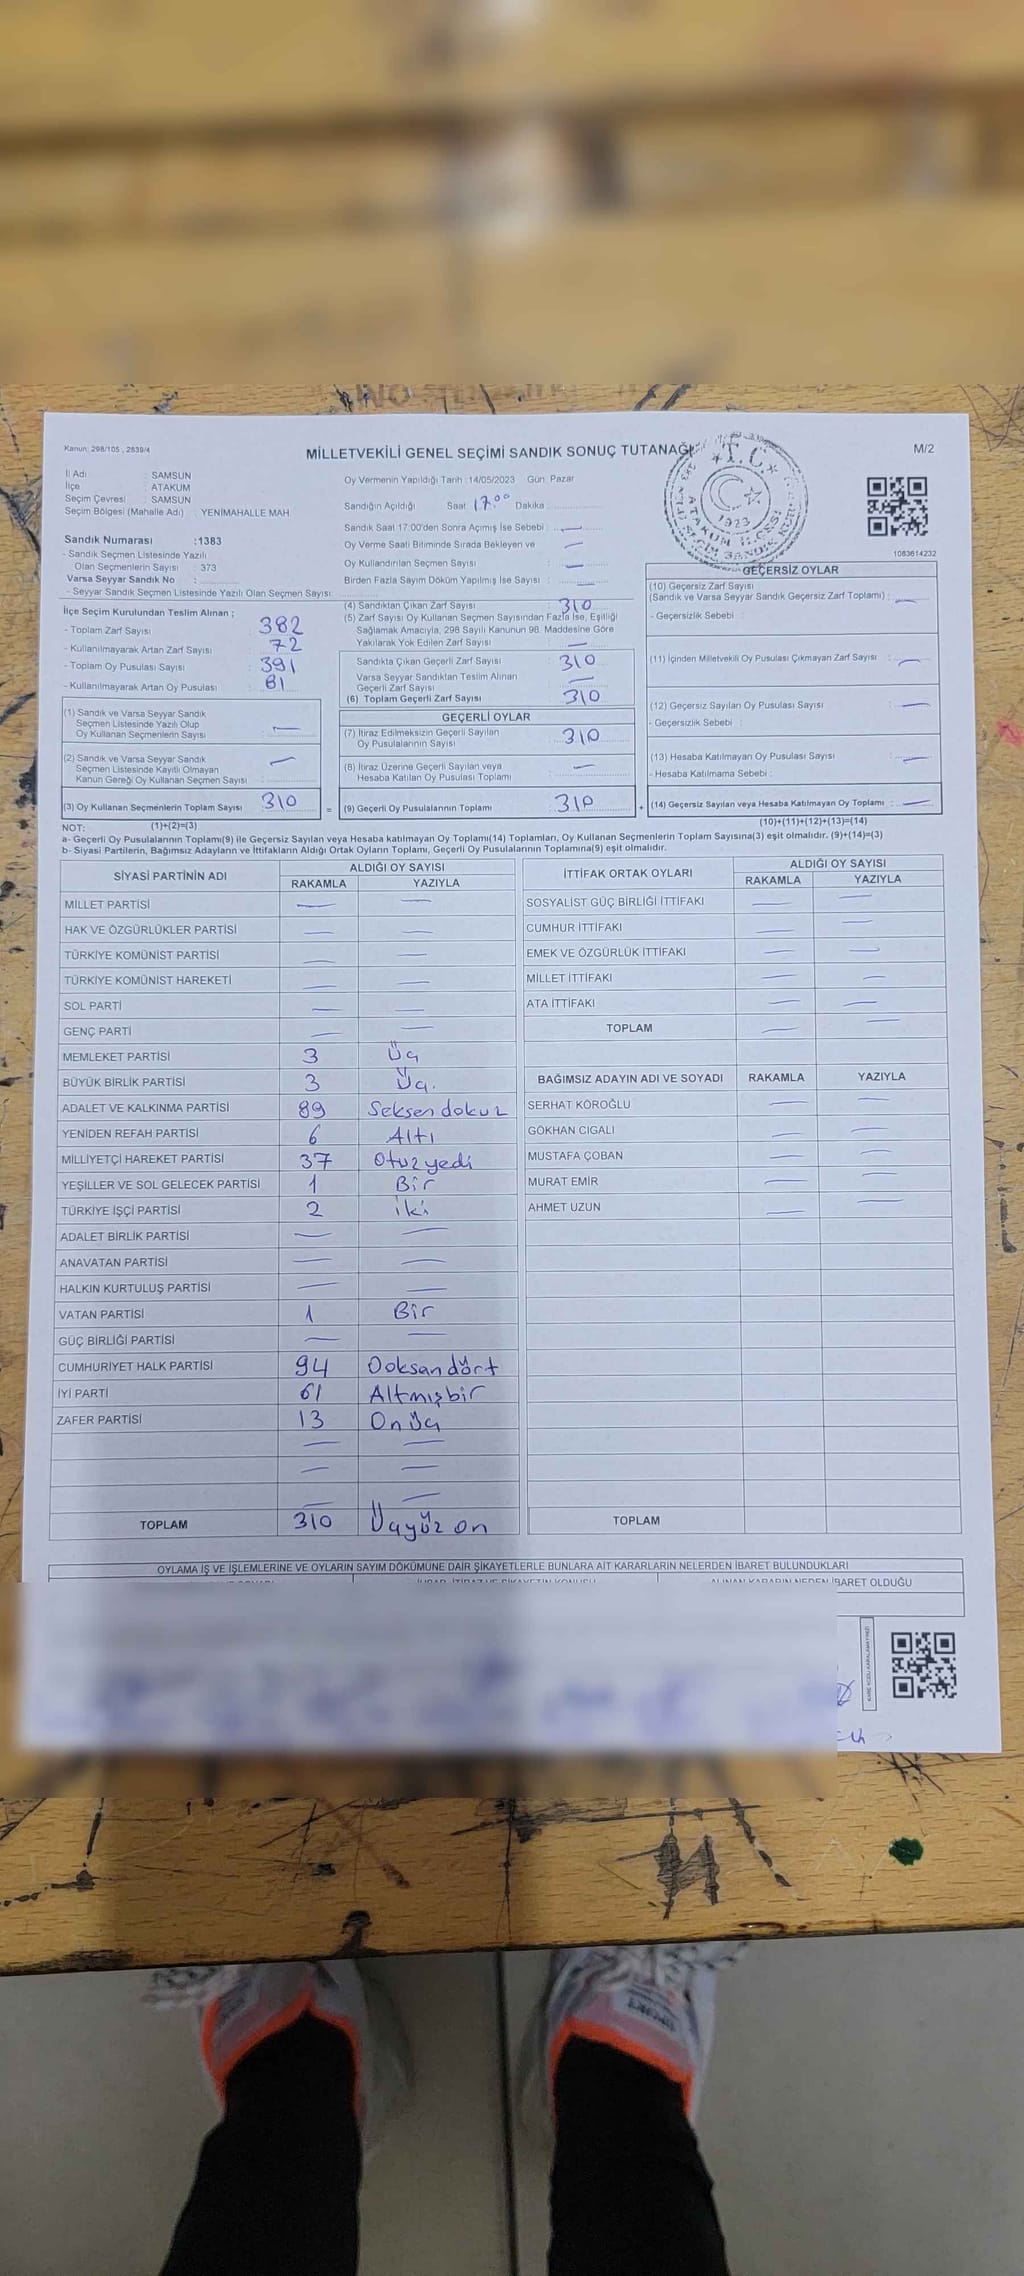 Kanun: 298/105 , 2839/4
MİLLETVEKİLİ GENEL SEÇİMİ SANDIK SONUÇ TUTANAĞI
M/2
İl Adı : SAMSUN
İlçe : ATAKUM
Seçim Çevresi : SAMSUN
Seçim Bölgesi (Mahalle Adı) : YENİMAHALLE MAH.
Sandık Numarası :1383
- Sandık Seçmen Listesinde Yazılı
Olan Seçmenlerin Sayısı : 373
Varsa Seyyar Sandık No :
- Seyyar Sandık Seçmen Listesinde Yazılı Olan Seçmen Sayısı:
Oy Vermenin Yapıldığı Tarih :14/05/2023 Gün: Pazar
Sandığın Açıldığı Saat 17.00 Dakika :
Sandık Saat 17:00'den Sonra Açımış İse Sebebi : —
Oy Verme Saati Bitiminde Sırada Bekleyen ve —
Oy Kullandırılan Seçmen Sayısı : —
Birden Fazla Sayım Döküm Yapılmış İse Sayısı : —
T.C.
1923
ATAKUM İLÇESİ
1083614232
İlçe Seçim Kurulundan Teslim Alınan ;
- Toplam Zarf Sayısı : 382
- Kullanılmayarak Artan Zarf Sayısı : 72
- Toplam Oy Pusulası Sayısı : 391
- Kullanılmayarak Artan Oy Pusulası : 81
(1) Sandık ve Varsa Seyyar Sandık
Seçmen Listesinde Yazılı Olup
Oy Kullanan Seçmenlerin Sayısı : —
(2) Sandık ve Varsa Seyyar Sandık
Seçmen Listesinde Kayıtlı Olmayan
Kanun Gereği Oy Kullanan Seçmen Sayısı : —
(3) Oy Kullanan Seçmenlerin Toplam Sayısı : 310
(4) Sandıktan Çıkan Zarf Sayısı : 310
(5) Zarf Sayısı Oy Kullanan Seçmen Sayısından Fazla İse, Eşitliği
Sağlamak Amacıyla, 298 Sayılı Kanunun 98. Maddesine Göre
Yakılarak Yok Edilen Zarf Sayısı : —
Sandıkta Çıkan Geçerli Zarf Sayısı : 310
Varsa Seyyar Sandıktan Teslim Alınan
Geçerli Zarf Sayısı : —
(6) Toplam Geçerli Zarf Sayısı : 310
GEÇERLİ OYLAR
(7) İtiraz Edilmeksizin Geçerli Sayılan
Oy Pusulalarının Sayısı : 310
(8) İtiraz Üzerine Geçerli Sayılan veya
Hesaba Katılan Oy Pusulası Toplamı : —
= (9) Geçerli Oy Pusulalarının Toplamı : 310 +
GEÇERSİZ OYLAR
(10) Geçersiz Zarf Sayısı
(Sandık ve Varsa Seyyar Sandık Geçersiz Zarf Toplamı) : —
- Geçersizlik Sebebi :
(11) İçinden Milletvekili Oy Pusulası Çıkmayan Zarf Sayısı : —
(12) Geçersiz Sayılan Oy Pusulası Sayısı : —
- Geçersizlik Sebebi :
(13) Hesaba Katılmayan Oy Pusulası Sayısı : —
- Hesaba Katılmama Sebebi :
(14) Geçersiz Sayılan veya Hesaba Katılmayan Oy Toplamı : —
NOT: (1)+(2)=(3)
(10)+(11)+(12)+(13)=(14)
a- Geçerli Oy Pusulalarının Toplamı(9) ile Geçersiz Sayılan veya Hesaba katılmayan Oy Toplamı(14) Toplamları, Oy Kullanan Seçmenlerin Toplam Sayısına(3) eşit olmalıdır. (9)+(14)=(3)
b- Siyasi Partilerin, Bağımsız Adayların ve İttifakların Aldığı Ortak Oyların Toplamı, Geçerli Oy Pusulalarının Toplamına(9) eşit olmalıdır.
SİYASİ PARTİNİN ADI
ALDIĞI OY SAYISI
RAKAMLA YAZIYLA
MİLLET PARTİSİ — —
HAK VE ÖZGÜRLÜKLER PARTİSİ — —
TÜRKİYE KOMÜNİST PARTİSİ — —
TÜRKİYE KOMÜNİST HAREKETİ — —
SOL PARTİ — —
GENÇ PARTİ — —
MEMLEKET PARTİSİ 3 Üç
BÜYÜK BİRLİK PARTİSİ 3 Üç.
ADALET VE KALKINMA PARTİSİ 89 Seksen dokuz
YENİDEN REFAH PARTİSİ 6 Altı
MİLLİYETÇİ HAREKET PARTİSİ 37 Otuz yedi
YEŞİLLER VE SOL GELECEK PARTİSİ 1 Bir
TÜRKİYE İŞÇİ PARTİSİ 2 iki
ADALET BİRLİK PARTİSİ — —
ANAVATAN PARTİSİ — —
HALKIN KURTULUŞ PARTİSİ — —
VATAN PARTİSİ 1 Bir
GÜÇ BİRLİĞİ PARTİSİ — —
CUMHURİYET HALK PARTİSİ 94 Doksan dört
İYİ PARTİ 61 Altmışbir
ZAFER PARTİSİ 13 On üç
— —
— —
— —
TOPLAM 310 Üçyüz on
İTTİFAK ORTAK OYLARI
ALDIĞI OY SAYISI
RAKAMLA YAZIYLA
SOSYALİST GÜÇ BİRLİĞİ İTTİFAKI — —
CUMHUR İTTİFAKI — —
EMEK VE ÖZGÜRLÜK İTTİFAKI — —
MİLLET İTTİFAKI — —
ATA İTTİFAKI — —
TOPLAM — —
BAĞIMSIZ ADAYIN ADI VE SOYADI RAKAMLA YAZIYLA
SERHAT KÖROĞLU — —
GÖKHAN CIGALI — —
MUSTAFA ÇOBAN — —
MURAT EMİR — —
AHMET UZUN — —
TOPLAM
OYLAMA İŞ VE İŞLEMLERİNE VE OYLARIN SAYIM DÖKÜMÜNE DAİR ŞİKAYETLERLE BUNLARA AİT KARARLARIN NELERDEN İBARET BULUNDUKLARI
ALINAN KARARIN NEDEN İBARET OLDUĞU